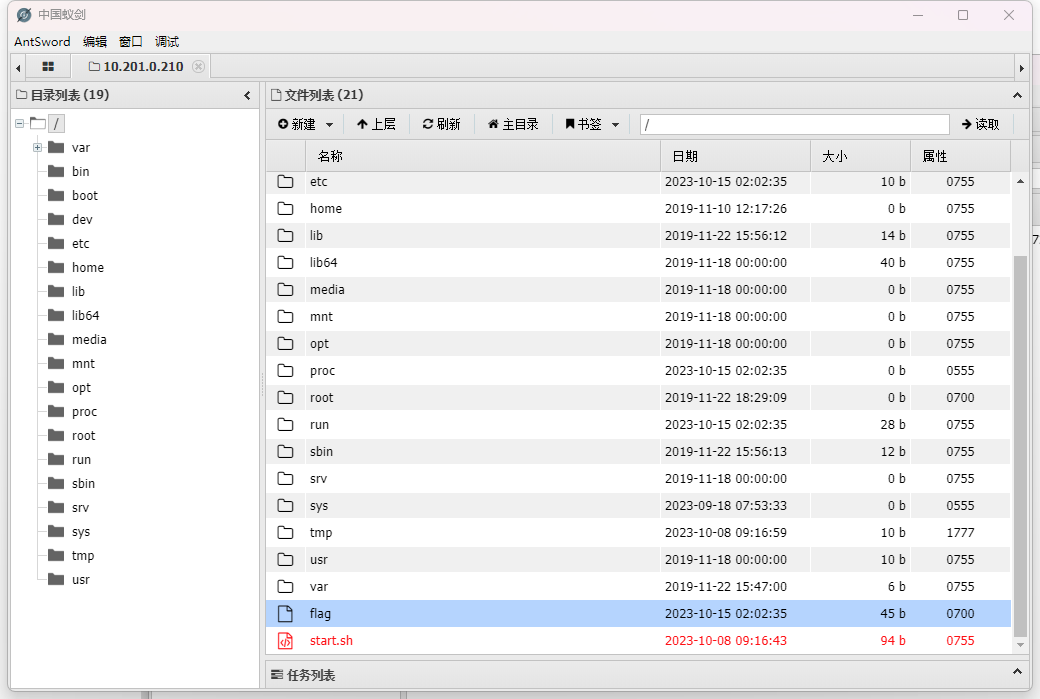 中国蚁剑
AntSword 编辑 窗口 调试
10.201.0.210
目录列表 (19)
/
var
bin
boot
dev
etc
home
lib
lib64
media
mnt
opt
proc
root
run
sbin
srv
sys
tmp
usr
文件列表 (21)
新建 上层 刷新 主目录 书签 / 读取
名称 日期 大小 属性
etc 2023-10-15 02:02:35 10 b 0755
home 2019-11-10 12:17:26 0 b 0755
lib 2019-11-22 15:56:12 14 b 0755
lib64 2019-11-18 00:00:00 40 b 0755
media 2019-11-18 00:00:00 0 b 0755
mnt 2019-11-18 00:00:00 0 b 0755
opt 2019-11-18 00:00:00 0 b 0755
proc 2023-10-15 02:02:35 0 b 0555
root 2019-11-22 18:29:09 0 b 0700
run 2023-10-15 02:02:35 28 b 0755
sbin 2019-11-22 15:56:13 12 b 0755
srv 2019-11-18 00:00:00 0 b 0755
sys 2023-09-18 07:53:33 0 b 0555
tmp 2023-10-08 09:16:59 10 b 1777
usr 2019-11-18 00:00:00 10 b 0755
var 2019-11-22 15:47:00 6 b 0755
flag 2023-10-15 02:02:35 45 b 0700
start.sh 2023-10-08 09:16:43 94 b 0755
任务列表